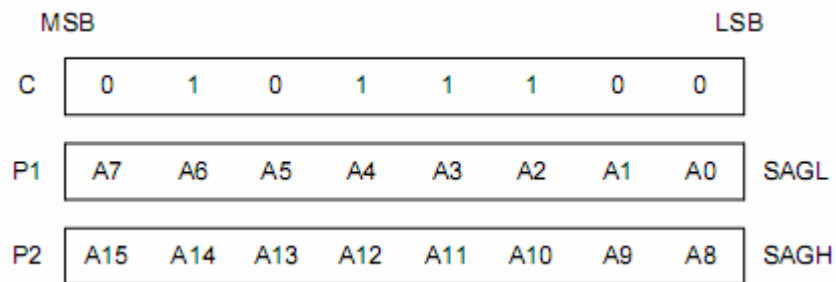 MSB LSB
C 0 1 0 1 1 1 0 0
P1 A7 A6 A5 A4 A3 A2 A1 A0 SAGL
P2 A15 A14 A13 A12 A11 A10 A9 A8 SAGH